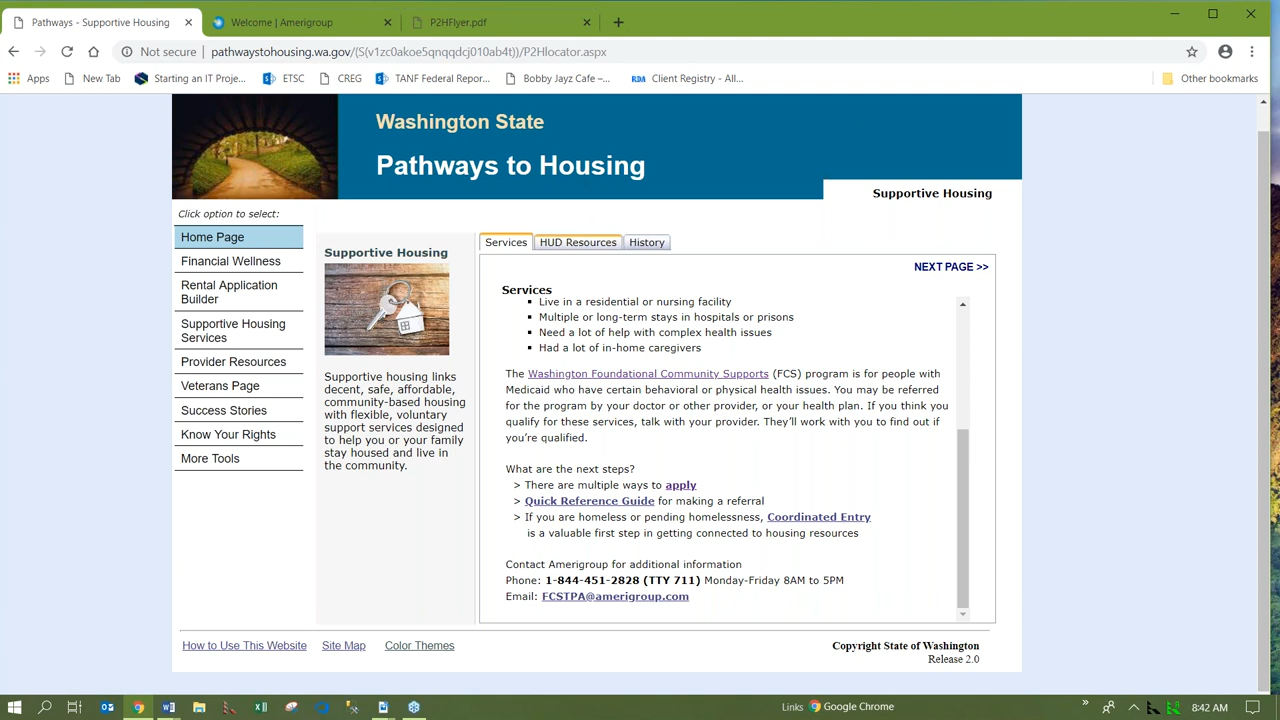 Pathways - Supportive Housing
Welcome | Amerigroup
P2HFlyer.pdf
Not secure | pathwaystohousing.wa.gov/(S(v1zc0akoe5qnqqdcj010ab4t))/P2Hlocator.aspx
Apps
New Tab
Starting an IT Proje...
ETSC
CREG
TANF Federal Repor...
Bobby Jayz Cafe –...
RDA Client Registry - Al...
Other bookmarks
Washington State
Pathways to Housing
Supportive Housing
Click option to select:
Home Page
Financial Wellness
Rental Application
Builder
Supportive Housing
Services
Provider Resources
Veterans Page
Success Stories
Know Your Rights
More Tools
Supportive Housing
Supportive housing links
decent, safe, affordable,
community-based housing
with flexible, voluntary
support services designed
to help you or your family
stay housed and live in
the community.
Services
HUD Resources
History
NEXT PAGE >>
Services
▪ Live in a residential or nursing facility
▪ Multiple or long-term stays in hospitals or prisons
▪ Need a lot of help with complex health issues
▪ Had a lot of in-home caregivers
The Washington Foundational Community Supports (FCS) program is for people with
Medicaid who have certain behavioral or physical health issues. You may be referred
for the program by your doctor or other provider, or your health plan. If you think you
qualify for these services, talk with your provider. They'll work with you to find out if
you're qualified.
What are the next steps?
> There are multiple ways to apply
> Quick Reference Guide for making a referral
> If you are homeless or pending homelessness, Coordinated Entry
is a valuable first step in getting connected to housing resources
Contact Amerigroup for additional information
Phone: 1-844-451-2828 (TTY 711) Monday-Friday 8AM to 5PM
Email: FCSTPA@amerigroup.com
How to Use This Website
Site Map
Color Themes
Copyright State of Washington
Release 2.0
Links
Google Chrome
8:42 AM